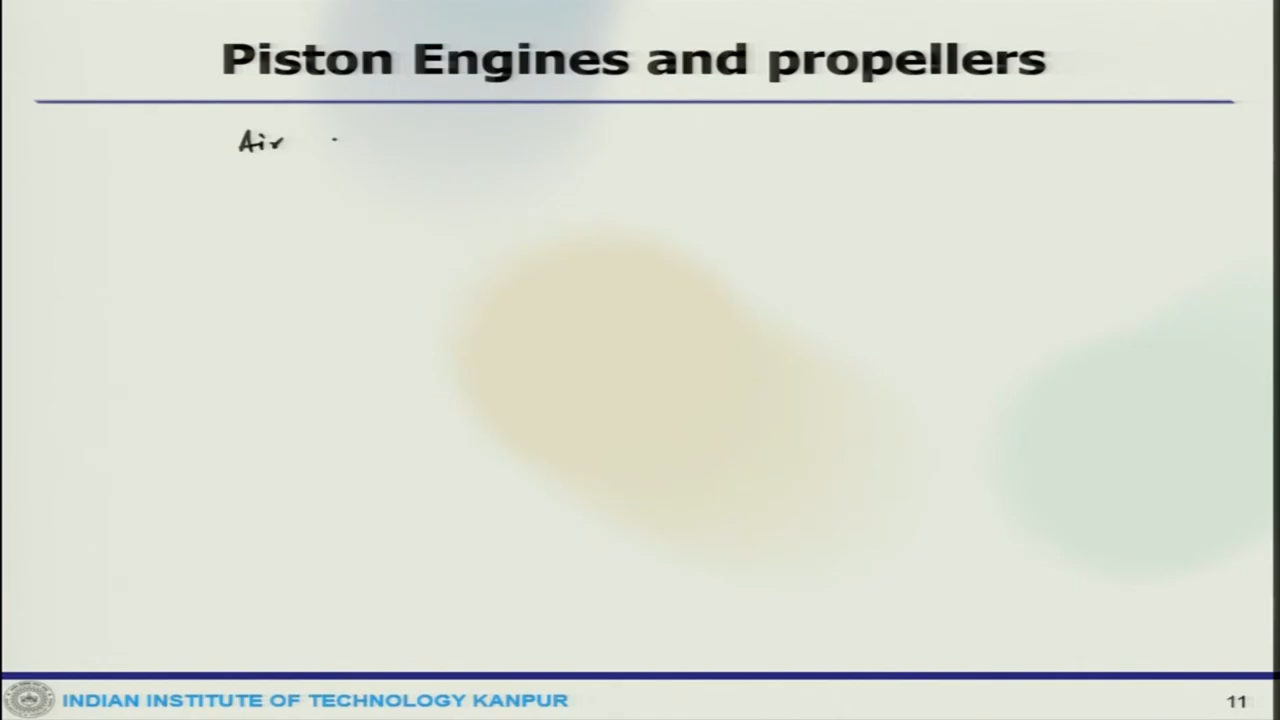 Piston Engines and propellers
Air
INDIAN INSTITUTE OF TECHNOLOGY KANPUR
11